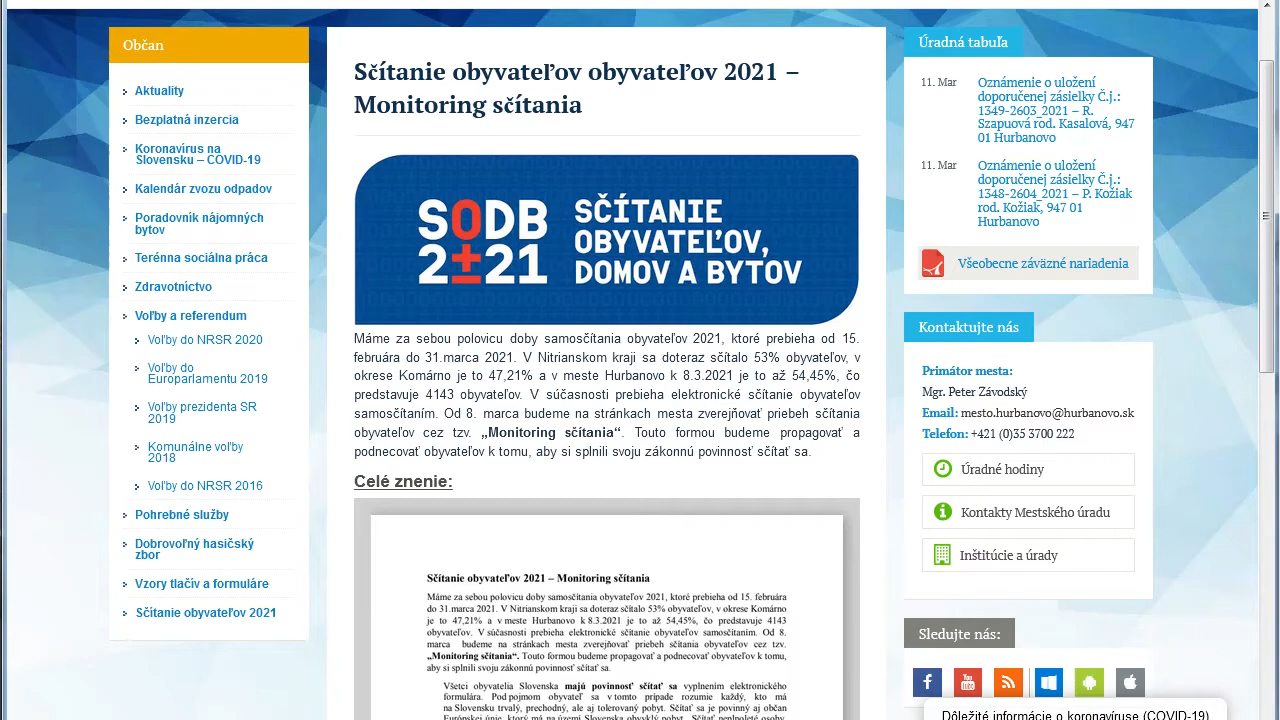 Občan
Aktuality
Bezplatná inzercia
Koronavírus na
Slovensku – COVID-19
Kalendár zvozu odpadov
Poradovník nájomných
bytov
Terénna sociálna práca
Zdravotníctvo
Voľby a referendum
Voľby do NRSR 2020
Voľby do
Europarlamentu 2019
Voľby prezidenta SR
2019
Komunálne voľby
2018
Voľby do NRSR 2016
Pohrebné služby
Dobrovoľný hasičský
zbor
Vzory tlačív a formuláre
Sčítanie obyvateľov 2021
Sčítanie obyvateľov obyvateľov 2021 –
Monitoring sčítania
SODB
2±21
SČÍTANIE
OBYVATEĽOV,
DOMOV A BYTOV
Máme za sebou polovicu doby samosčítania obyvateľov 2021, ktoré prebieha od 15.
februára do 31.marca 2021. V Nitrianskom kraji sa doteraz sčítalo 53% obyvateľov, v
okrese Komárno je to 47,21% a v meste Hurbanovo k 8.3.2021 je to až 54,45%, čo
predstavuje 4143 obyvateľov. V súčasnosti prebieha elektronické sčítanie obyvateľov
samosčítaním. Od 8. marca budeme na stránkach mesta zverejňovať priebeh sčítania
obyvateľov cez tzv. „Monitoring sčítania“. Touto formou budeme propagovať a
podnecovať obyvateľov k tomu, aby si splnili svoju zákonnú povinnosť sčítať sa.
Celé znenie:
Sčítanie obyvateľov 2021 – Monitoring sčítania
Máme za sebou polovicu doby samosčítania obyvateľov 2021, ktoré prebieha od 15. februára
do 31.marca 2021. V Nitrianskom kraji sa doteraz sčítalo 53% obyvateľov, v okrese Komárno
je to 47,21% a v meste Hurbanovo k 8.3.2021 je to až 54,45%, čo predstavuje 4143
obyvateľov. V súčasnosti prebieha elektronické sčítanie obyvateľov samosčítaním. Od 8.
marca budeme na stránkach mesta zverejňovať priebeh sčítania obyvateľov cez tzv.
„Monitoring sčítania“. Touto formou budeme propagovať a podnecovať obyvateľov k tomu,
aby si splnili svoju zákonnú povinnosť sčítať sa.
Všetci obyvatelia Slovenska majú povinnosť sčítať sa vyplnením elektronického
formulára. Pod pojmom obyvateľ sa v tomto prípade rozumie každý, kto má
na Slovensku trvalý, prechodný, ale aj tolerovaný pobyt. Sčítať sa je povinný aj občan
Európskej únie, ktorý má na území Slovenska obvyklý pobyt. Sčítať neplnoleté osoby
Úradná tabuľa
11. Mar
Oznámenie o uložení
doporučenej zásielky Č.j.:
1349-2603_2021 – R.
Szapuová rod. Kasalová, 947
01 Hurbanovo
11. Mar
Oznámenie o uložení
doporučenej zásielky Č.j.:
1348-2604_2021 – P. Kožiak
rod. Kožiak, 947 01
Hurbanovo
Všeobecne záväzné nariadenia
Kontaktujte nás
Primátor mesta:
Mgr. Peter Závodský
Email: mesto.hurbanovo@hurbanovo.sk
Telefon: +421 (0)35 3700 222
Úradné hodiny
Kontakty Mestského úradu
Inštitúcie a úrady
Sledujte nás:
Dôležité informácie o koronavíruse (COVID-19)